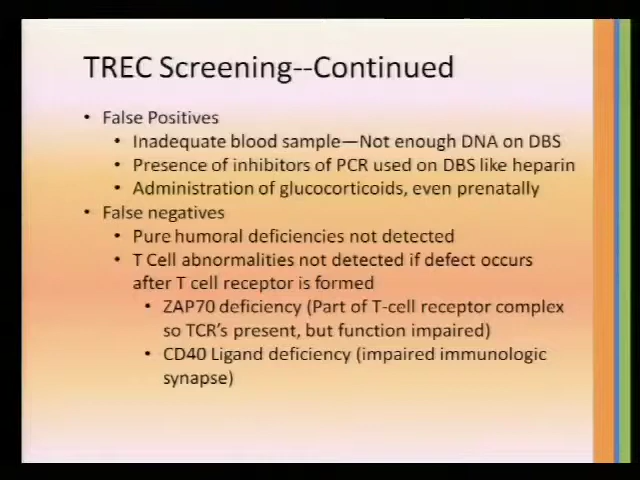 TREC Screening--Continued
• False Positives
• Inadequate blood sample—Not enough DNA on DBS
• Presence of inhibitors of PCR used on DBS like heparin
• Administration of glucocorticoids, even prenatally
• False negatives
• Pure humoral deficiencies not detected
• T Cell abnormalities not detected if defect occurs
after T cell receptor is formed
• ZAP70 deficiency (Part of T-cell receptor complex
so TCR's present, but function impaired)
• CD40 Ligand deficiency (impaired immunologic
synapse)